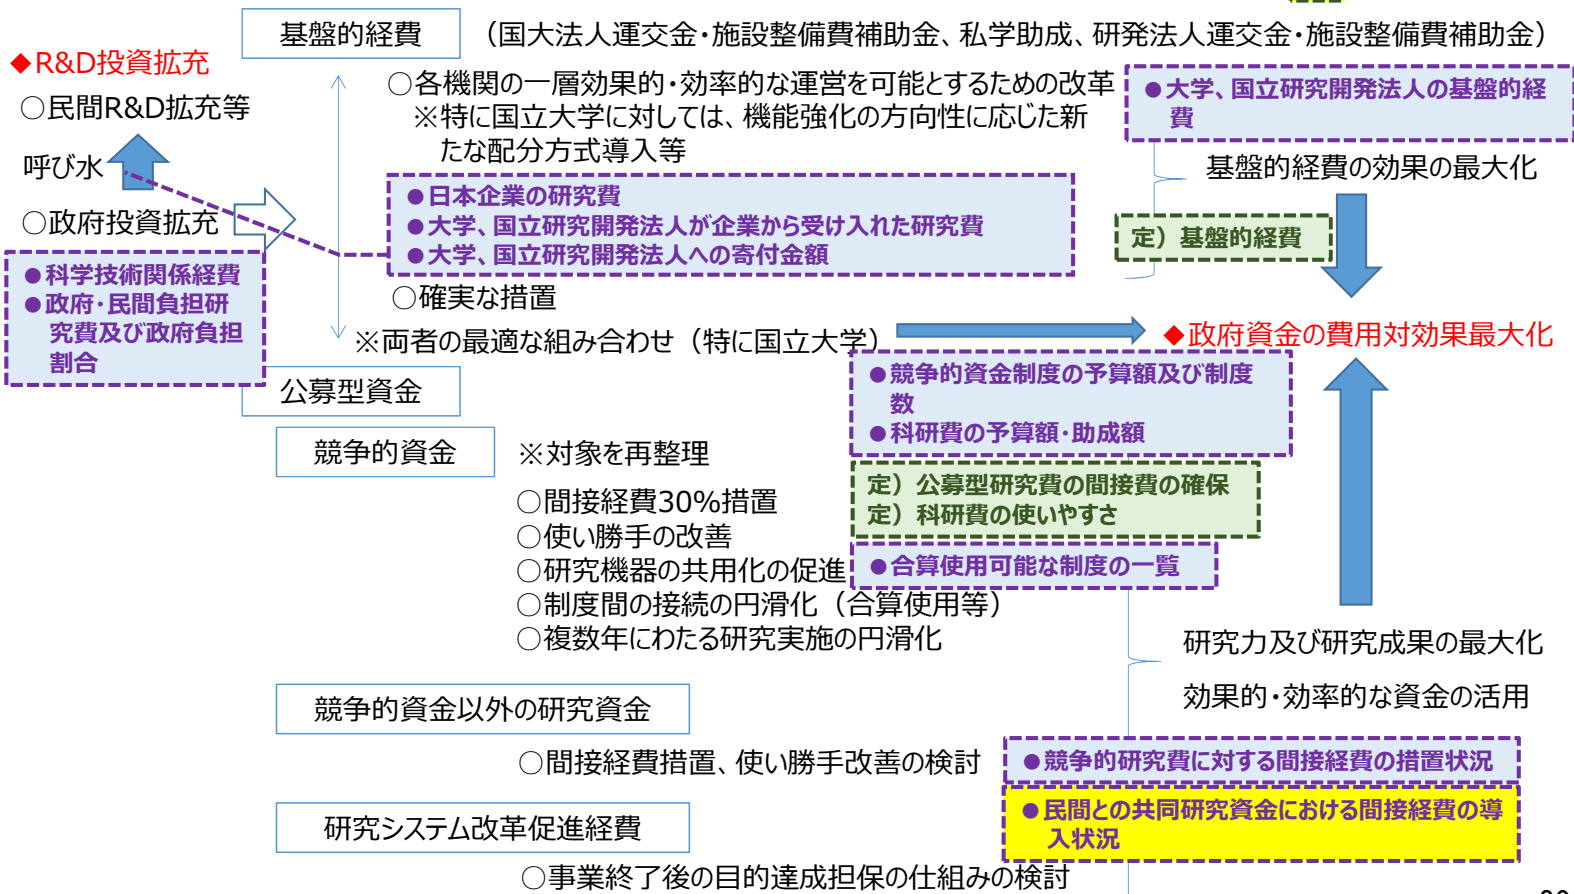 基盤的経費
（国大法人運交金・施設整備費補助金、私学助成、研発法人運交金・施設整備費補助金）
◆R&D投資拡充
○民間R&D拡充等
呼び水
○政府投資拡充
●科学技術関係経費
●政府・民間負担研
究費及び政府負担
割合
○各機関の一層効果的・効率的な運営を可能とするための改革
※特に国立大学に対しては、機能強化の方向性に応じた新
たな配分方式導入等
●日本企業の研究費
●大学、国立研究開発法人が企業から受け入れた研究費
●大学、国立研究開発法人への寄付金額
○確実な措置
※両者の最適な組み合わせ（特に国立大学）
●大学、国立研究開発法人の基盤的経
費
基盤的経費の効果の最大化
定）基盤的経費
◆政府資金の費用対効果最大化
公募型資金
●競争的資金制度の予算額及び制度
数
●科研費の予算額・助成額
競争的資金
※対象を再整理
定）公募型研究費の間接費の確保
定）科研費の使いやすさ
○間接経費30%措置
○使い勝手の改善
○研究機器の共用化の促進
●合算使用可能な制度の一覧
○制度間の接続の円滑化（合算使用等）
○複数年にわたる研究実施の円滑化
研究力及び研究成果の最大化
効果的・効率的な資金の活用
競争的資金以外の研究資金
○間接経費措置、使い勝手改善の検討
●競争的研究費に対する間接経費の措置状況
●民間との共同研究資金における間接経費の導
入状況
研究システム改革促進経費
○事業終了後の目的達成担保の仕組みの検討